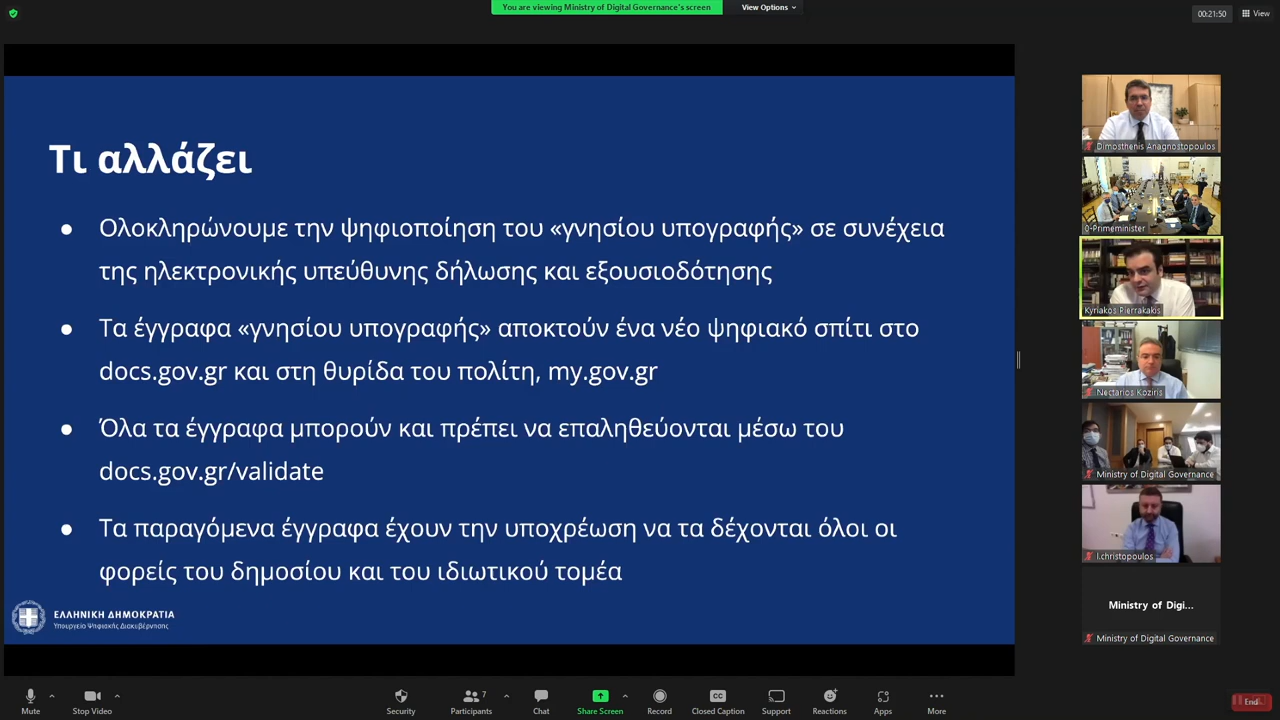 You are viewing Ministry of Digital Governance's screen
View Options
00:21:50
View
Τι αλλάζει
Ολοκληρώνουμε την ψηφιοποίηση του «γνησίου υπογραφής» σε συνέχεια
της ηλεκτρονικής υπεύθυνης δήλωσης και εξουσιοδότησης
Τα έγγραφα «γνησίου υπογραφής» αποκτούν ένα νέο ψηφιακό σπίτι στο
docs.gov.gr και στη θυρίδα του πολίτη, my.gov.gr
Όλα τα έγγραφα μπορούν και πρέπει να επαληθεύονται μέσω του
docs.gov.gr/validate
Τα παραγόμενα έγγραφα έχουν την υποχρέωση να τα δέχονται όλοι οι
φορείς του δημοσίου και του ιδιωτικού τομέα
ΕΛΛΗΝΙΚΗ ΔΗΜΟΚΡΑΤΙΑ
Υπουργείο Ψηφιακής Διακυβέρνησης
Dimosthenis Anagnostopoulos
0-Primeminister
Kyriakos Pierrakakis
Nectarios Koziris
Ministry of Digital Governance
I.christopoulos
Ministry of Digi...
Ministry of Digital Governance
Mute
Stop Video
Security
Participants
7
Chat
Share Screen
Record
CC
Closed Caption
Support
Reactions
Apps
More
End